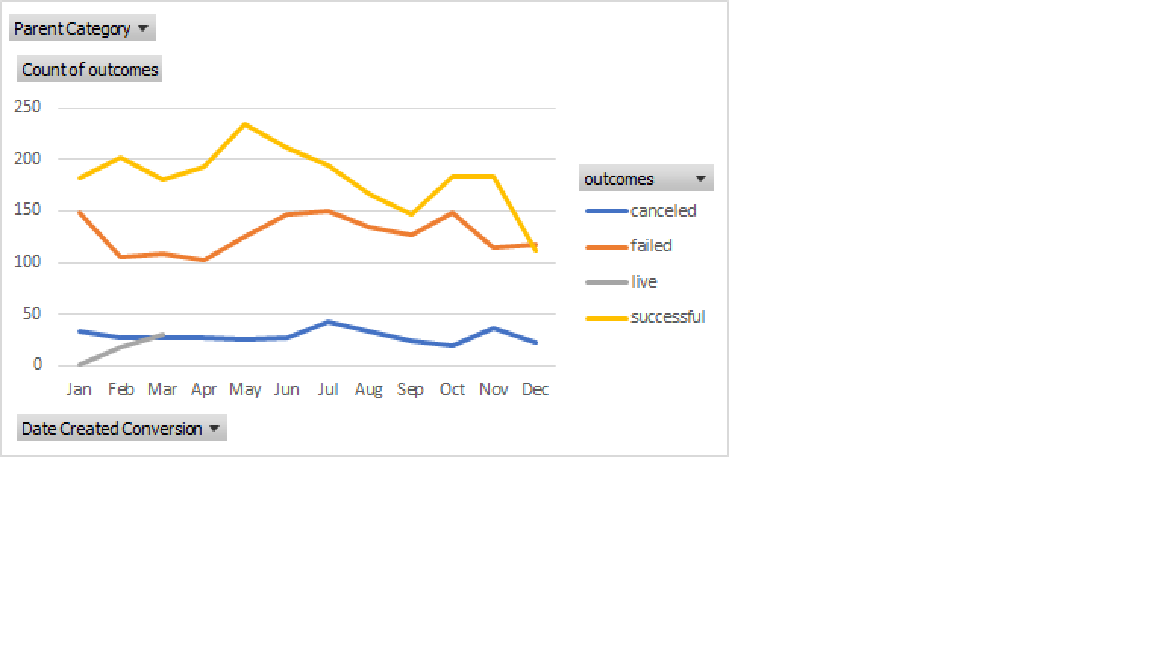 Parent Category
Count of outcomes
250
200
150
100
50
0
Jan Feb Mar Apr May Jun Jul Aug Sep Oct Nov Dec
outcomes
canceled
failed
live
successful
Date Created Conversion